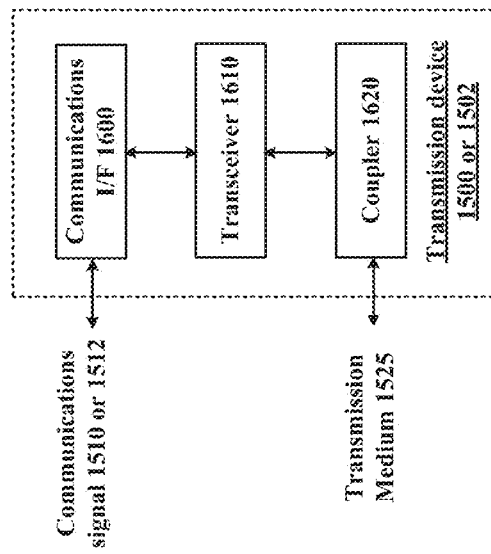 Communications
signal 1510 or 1512
Transmission
Medium 1525
Communications
I/F 1600
Transceiver 1610
Coupler 1620
Transmission device
1500 or 1502